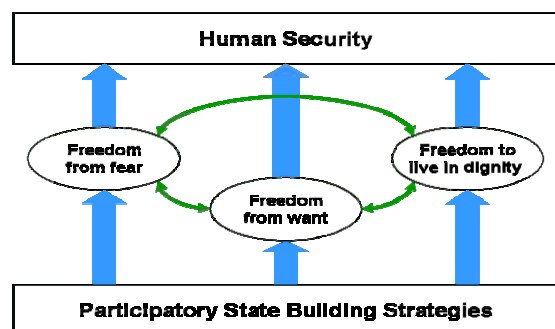 Human Security
Freedom
from fear
Freedom to
live in dignity
Freedom
from want
Participatory State Building Strategies